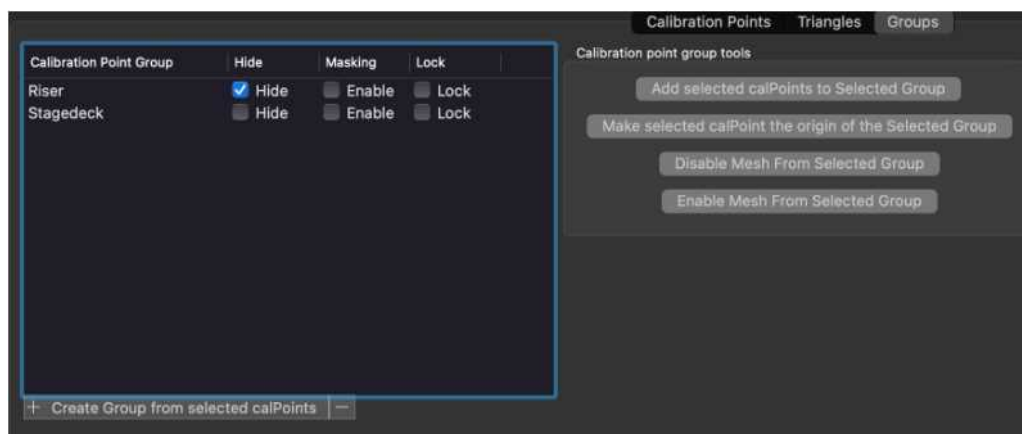 Calibration Points Triangles Groups
Calibration Point Group Hide Masking Lock
Riser Hide Enable Lock
Stagedeck Hide Enable Lock
+ Create Group from selected calPoints −
Calibration point group tools
Add selected calPoints to Selected Group
Make selected calPoint the origin of the Selected Group
Disable Mesh From Selected Group
Enable Mesh From Selected Group